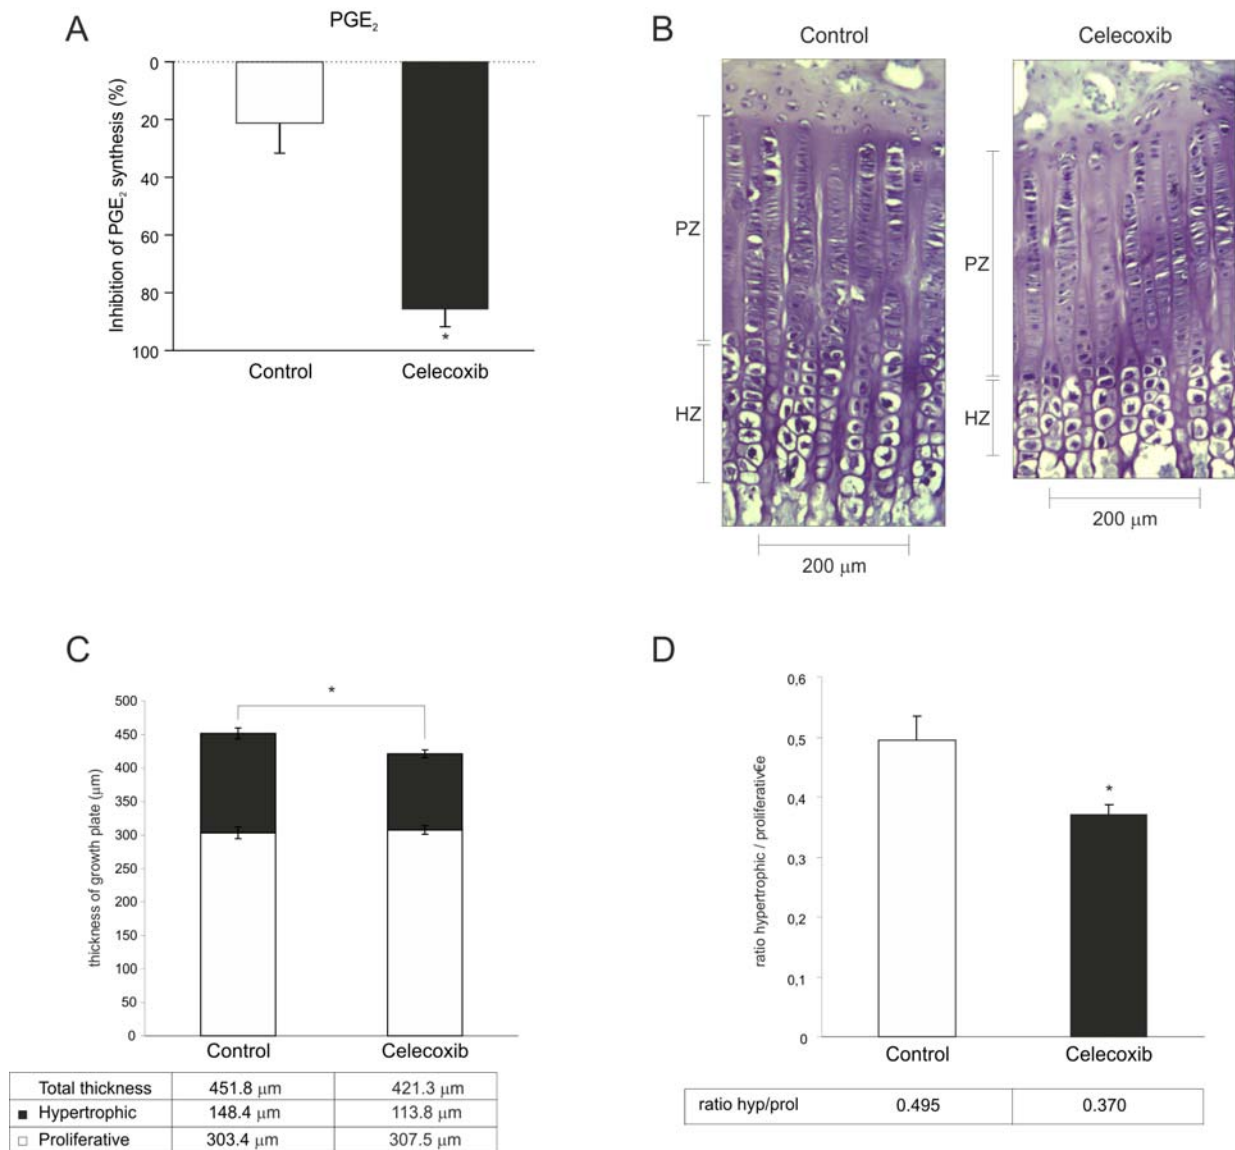 A
PGE2
Inhibition of PGE2 synthesis (%)
0
20
40
60
80
100
*
Control
Celecoxib
B
Control
Celecoxib
PZ
HZ
PZ
HZ
200 µm
200 µm
C
*
thickness of growth plate (µm)
500
450
400
350
300
250
200
150
100
50
0
Control
Celecoxib
Total thickness 451.8 µm 421.3 µm
■ Hypertrophic 148.4 µm 113.8 µm
□ Proliferative 303.4 µm 307.5 µm
D
ratio hypertrophic / proliferativ€e
0,6
0,5
0,4
0,3
0,2
0,1
0
*
Control
Celecoxib
ratio hyp/prol 0.495 0.370